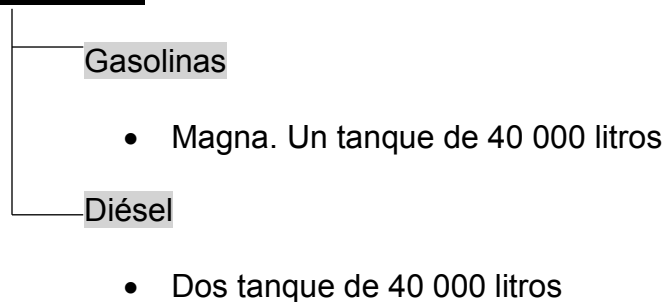 Gasolinas
• Magna. Un tanque de 40 000 litros
Diésel
• Dos tanque de 40 000 litros